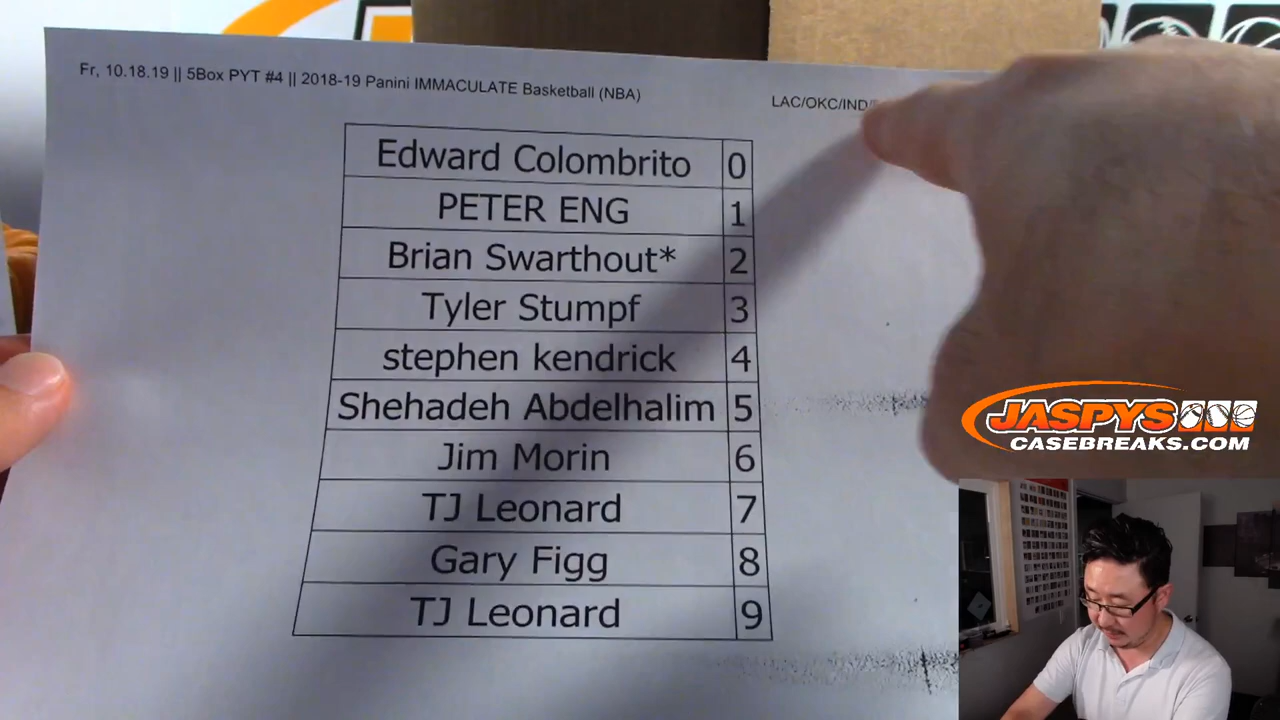 Fr, 10.18.19 || 5Box PYT #4 || 2018-19 Panini IMMACULATE Basketball (NBA)
LAC/OKC/IND/
Edward Colombrito 0
PETER ENG 1
Brian Swarthout* 2
Tyler Stumpf 3
stephen kendrick 4
Shehadeh Abdelhalim 5
Jim Morin 6
TJ Leonard 7
Gary Figg 8
TJ Leonard 9
JASPYS
CASEBREAKS.COM